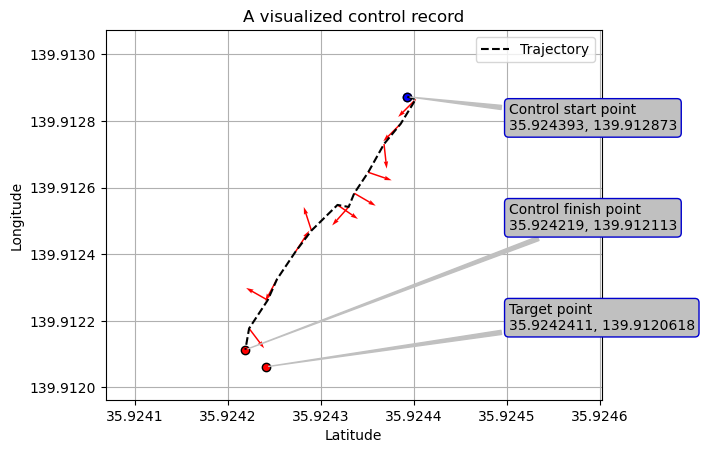 A visualized control record
Trajectory
139.9130
139.9128
139.9126
139.9124
139.9122
139.9120
Longitude
Control start point
35.924393, 139.912873
Control finish point
35.924219, 139.912113
Target point
35.9242411, 139.9120618
35.9241 35.9242 35.9243 35.9244 35.9245 35.9246
Latitude